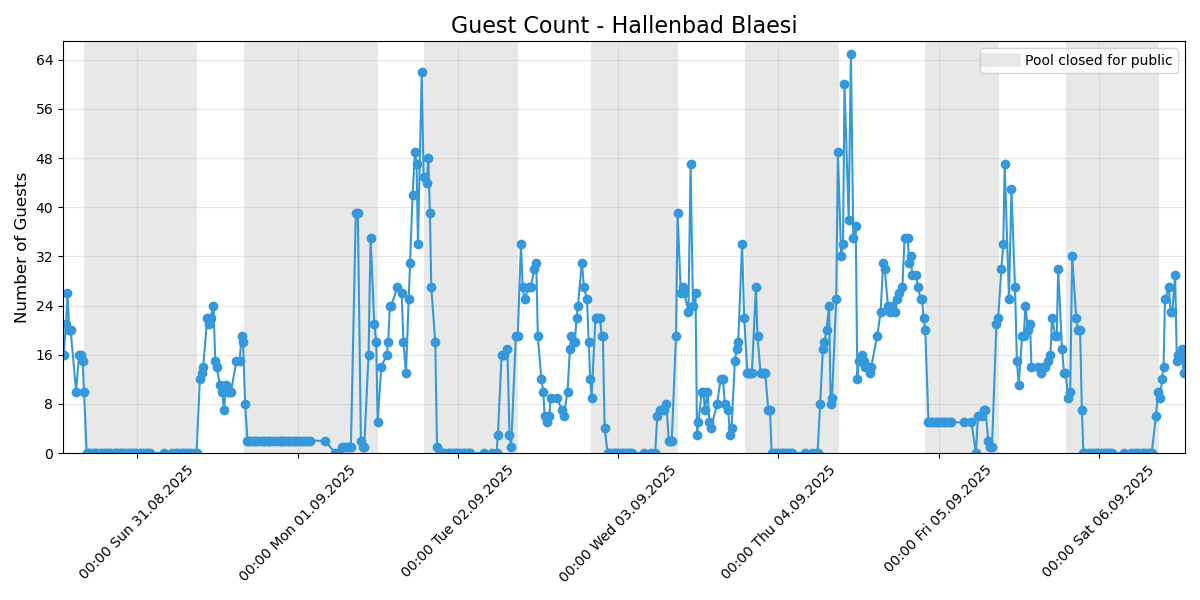 Guest Count - Hallenbad Blaesi
Pool closed for public
Number of Guests
64
56
48
40
32
24
16
8
0
00:00 Sun 31.08.2025
00:00 Mon 01.09.2025
00:00 Tue 02.09.2025
00:00 Wed 03.09.2025
00:00 Thu 04.09.2025
00:00 Fri 05.09.2025
00:00 Sat 06.09.2025